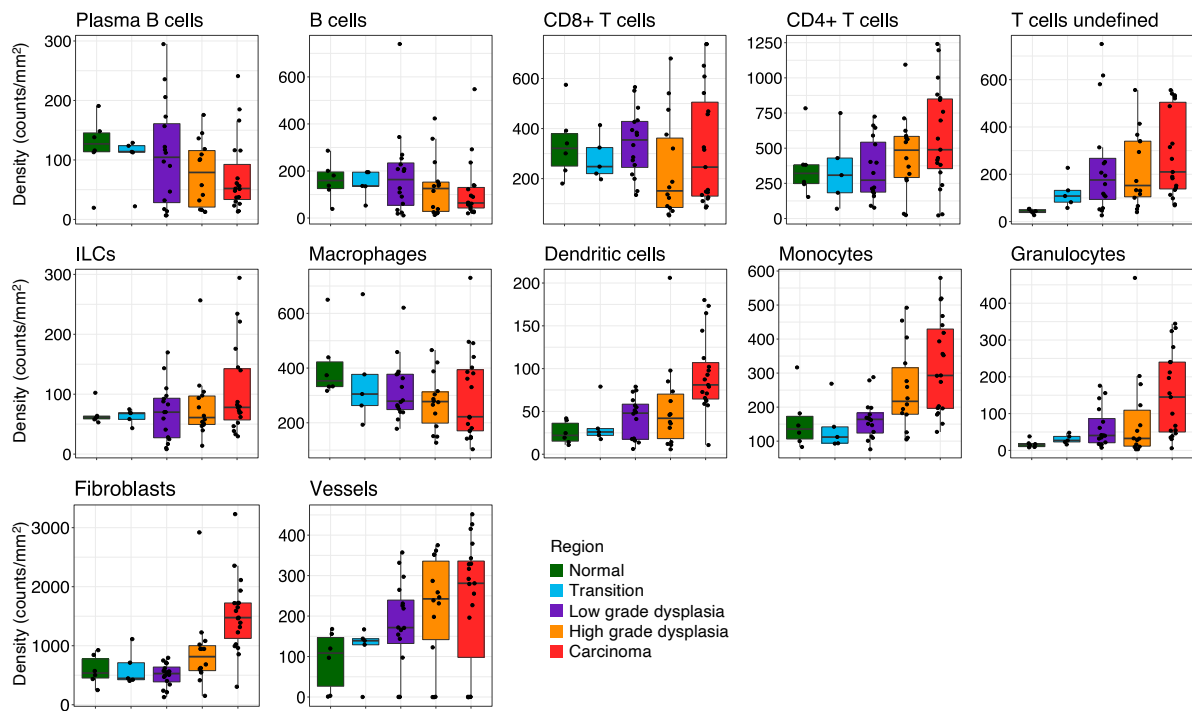 Plasma B cells
B cells
CD8+ T cells
CD4+ T cells
T cells undefined
Density (counts/mm²)
300
200
100
0
600
400
200
0
600
400
200
1250
1000
750
500
250
0
600
400
200
0
ILCs
Macrophages
Dendritic cells
Monocytes
Granulocytes
Density (counts/mm²)
300
200
100
0
600
400
200
200
150
100
50
0
600
500
400
300
200
100
400
300
200
100
0
Fibroblasts
Vessels
Density (counts/mm²)
3000
2000
1000
0
400
300
200
100
0
Region
Normal
Transition
Low grade dysplasia
High grade dysplasia
Carcinoma